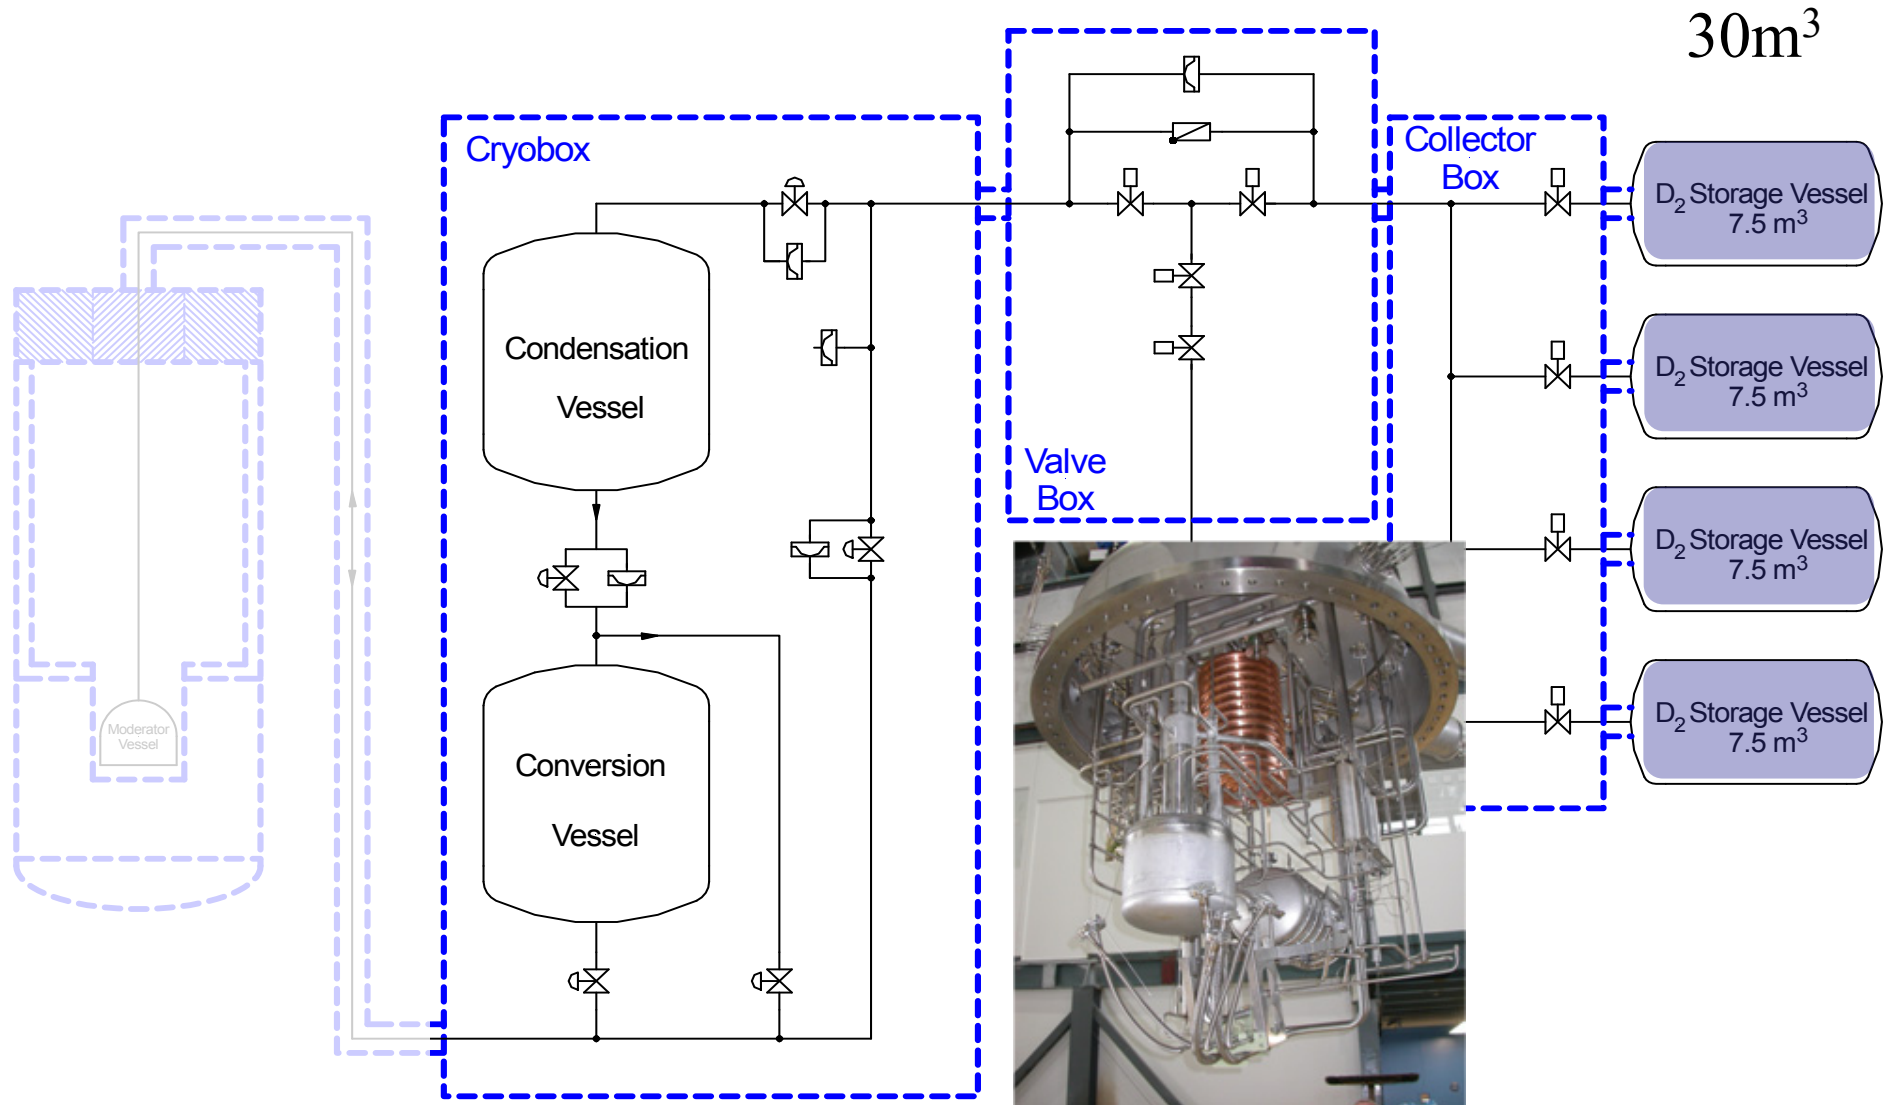 30m³
Cryobox
Collector
Box
D₂ Storage Vessel
7.5 m³
Condensation
Vessel
D₂ Storage Vessel
7.5 m³
Valve
Box
D₂ Storage Vessel
7.5 m³
Moderator
Vessel
Conversion
Vessel
D₂ Storage Vessel
7.5 m³